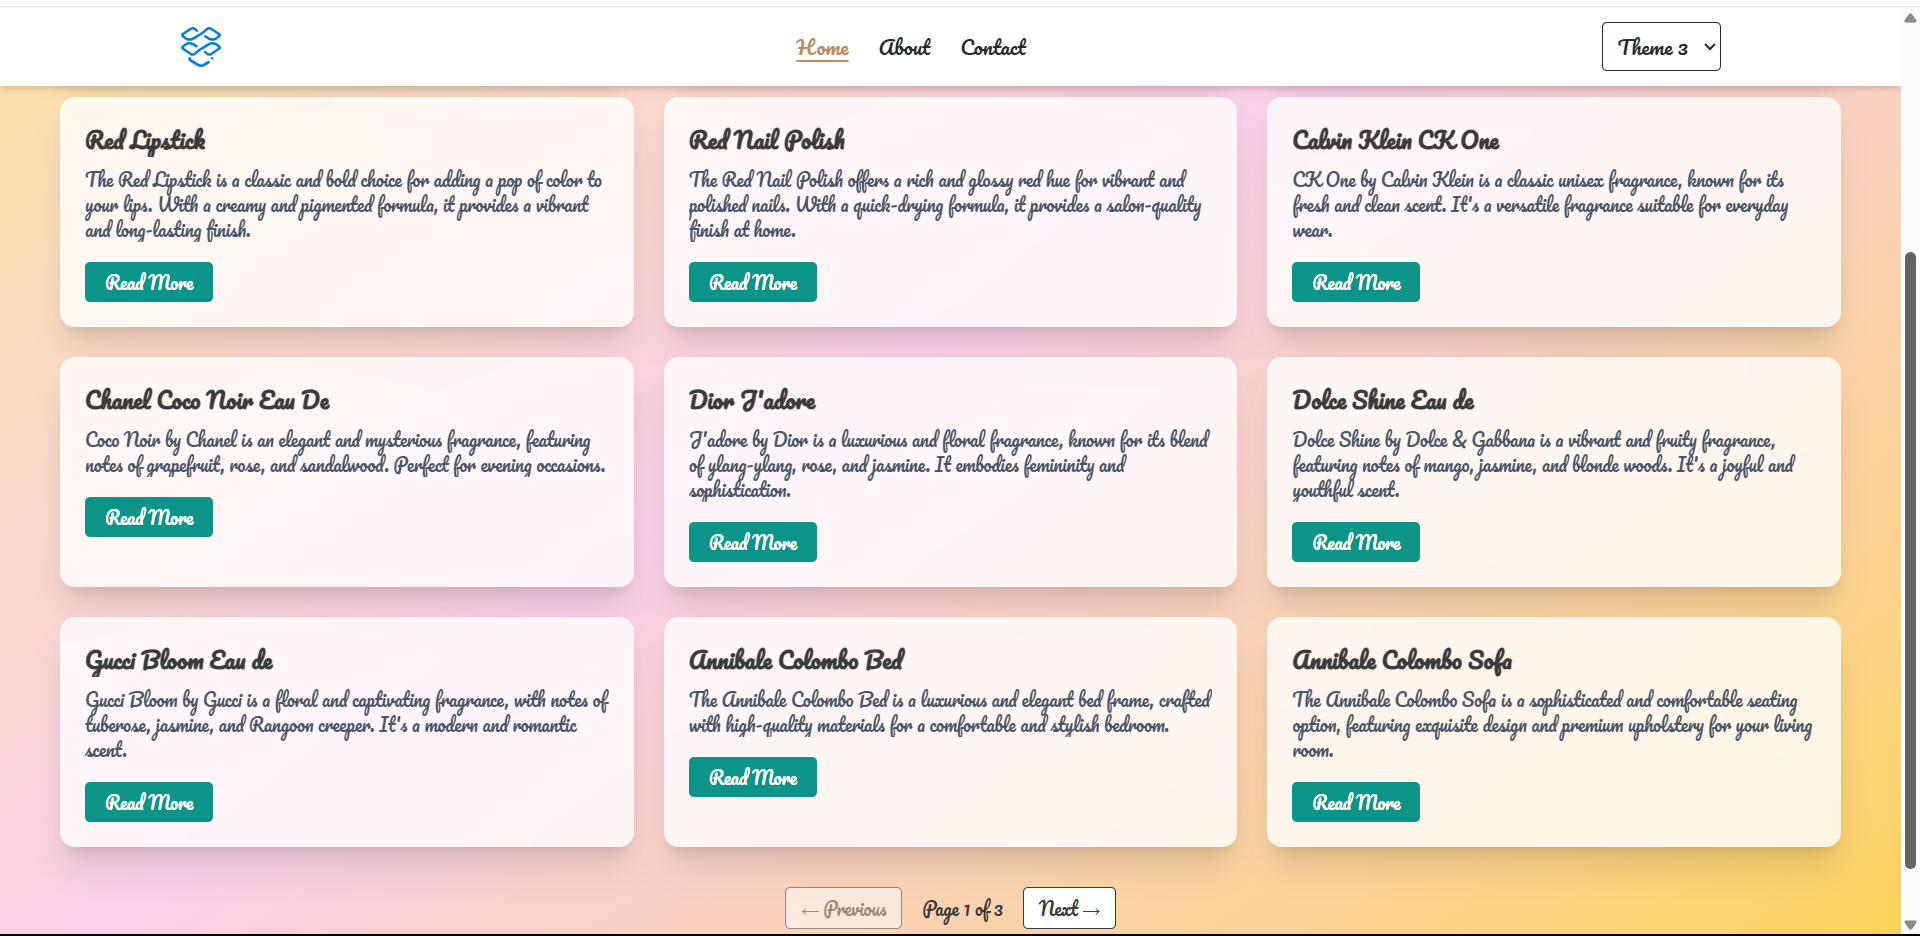 Home About Contact Theme 3
Red Lipstick
The Red Lipstick is a classic and bold choice for adding a pop of color to
your lips. With a creamy and pigmented formula, it provides a vibrant
and long-lasting finish.
Read More
Red Nail Polish
The Red Nail Polish offers a rich and glossy red hue for vibrant and
polished nails. With a quick-drying formula, it provides a salon-quality
finish at home.
Read More
Calvin Klein CK One
CK One by Calvin Klein is a classic unisex fragrance, known for its
fresh and clean scent. It's a versatile fragrance suitable for everyday
wear.
Read More
Chanel Coco Noir Eau De
Coco Noir by Chanel is an elegant and mysterious fragrance, featuring
notes of grapefruit, rose, and sandalwood. Perfect for evening occasions.
Read More
Dior J'adore
J'adore by Dior is a luxurious and floral fragrance, known for its blend
of ylang-ylang, rose, and jasmine. It embodies femininity and
sophistication.
Read More
Dolce Shine Eau de
Dolce Shine by Dolce & Gabbana is a vibrant and fruity fragrance,
featuring notes of mango, jasmine, and blonde woods. It's a joyful and
youthful scent.
Read More
Gucci Bloom Eau de
Gucci Bloom by Gucci is a floral and captivating fragrance, with notes of
tuberose, jasmine, and Rangoon creeper. It's a modern and romantic
scent.
Read More
Annibale Colombo Bed
The Annibale Colombo Bed is a luxurious and elegant bed frame, crafted
with high-quality materials for a comfortable and stylish bedroom.
Read More
Annibale Colombo Sofa
The Annibale Colombo Sofa is a sophisticated and comfortable seating
option, featuring exquisite design and premium upholstery for your living
room.
Read More
← Previous Page 1 of 3 Next →